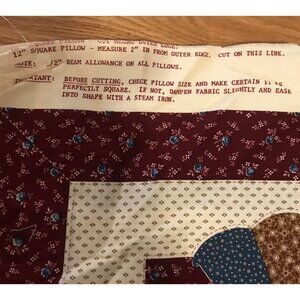 12" SQUARE PILLOW - MEASURE 2" IN FROM OUTER EDGE. CUT ON THIS LINE.
NOTE: 1/2" SEAM ALLOWANCE ON ALL PILLOWS.
IMPORTANT: BEFORE CUTTING, CHECK PILLOW SIZE AND MAKE CERTAIN IT IS
PERFECTLY SQUARE. IF NOT, DAMPEN FABRIC SLIGHTLY AND EASE
INTO SHAPE WITH A STEAM IRON.